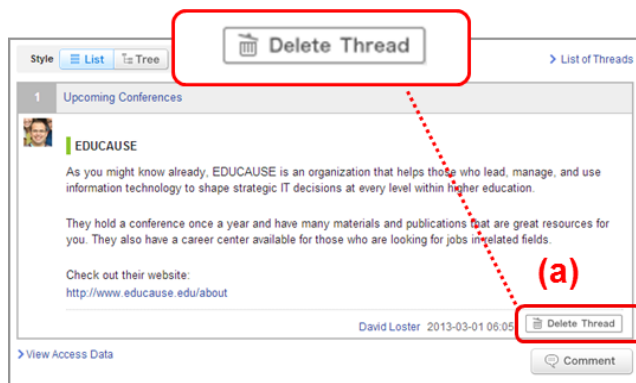 Delete Thread
Style List Tree
List of Threads
1 Upcoming Conferences
EDUCAUSE
As you might know already, EDUCAUSE is an organization that helps those who lead, manage, and use
information technology to shape strategic IT decisions at every level within higher education.
They hold a conference once a year and have many materials and publications that are great resources for
you. They also have a career center available for those who are looking for jobs in related fields.
Check out their website:
http://www.educause.edu/about
(a)
David Loster 2013-03-01 06:05 Delete Thread
View Access Data
Comment